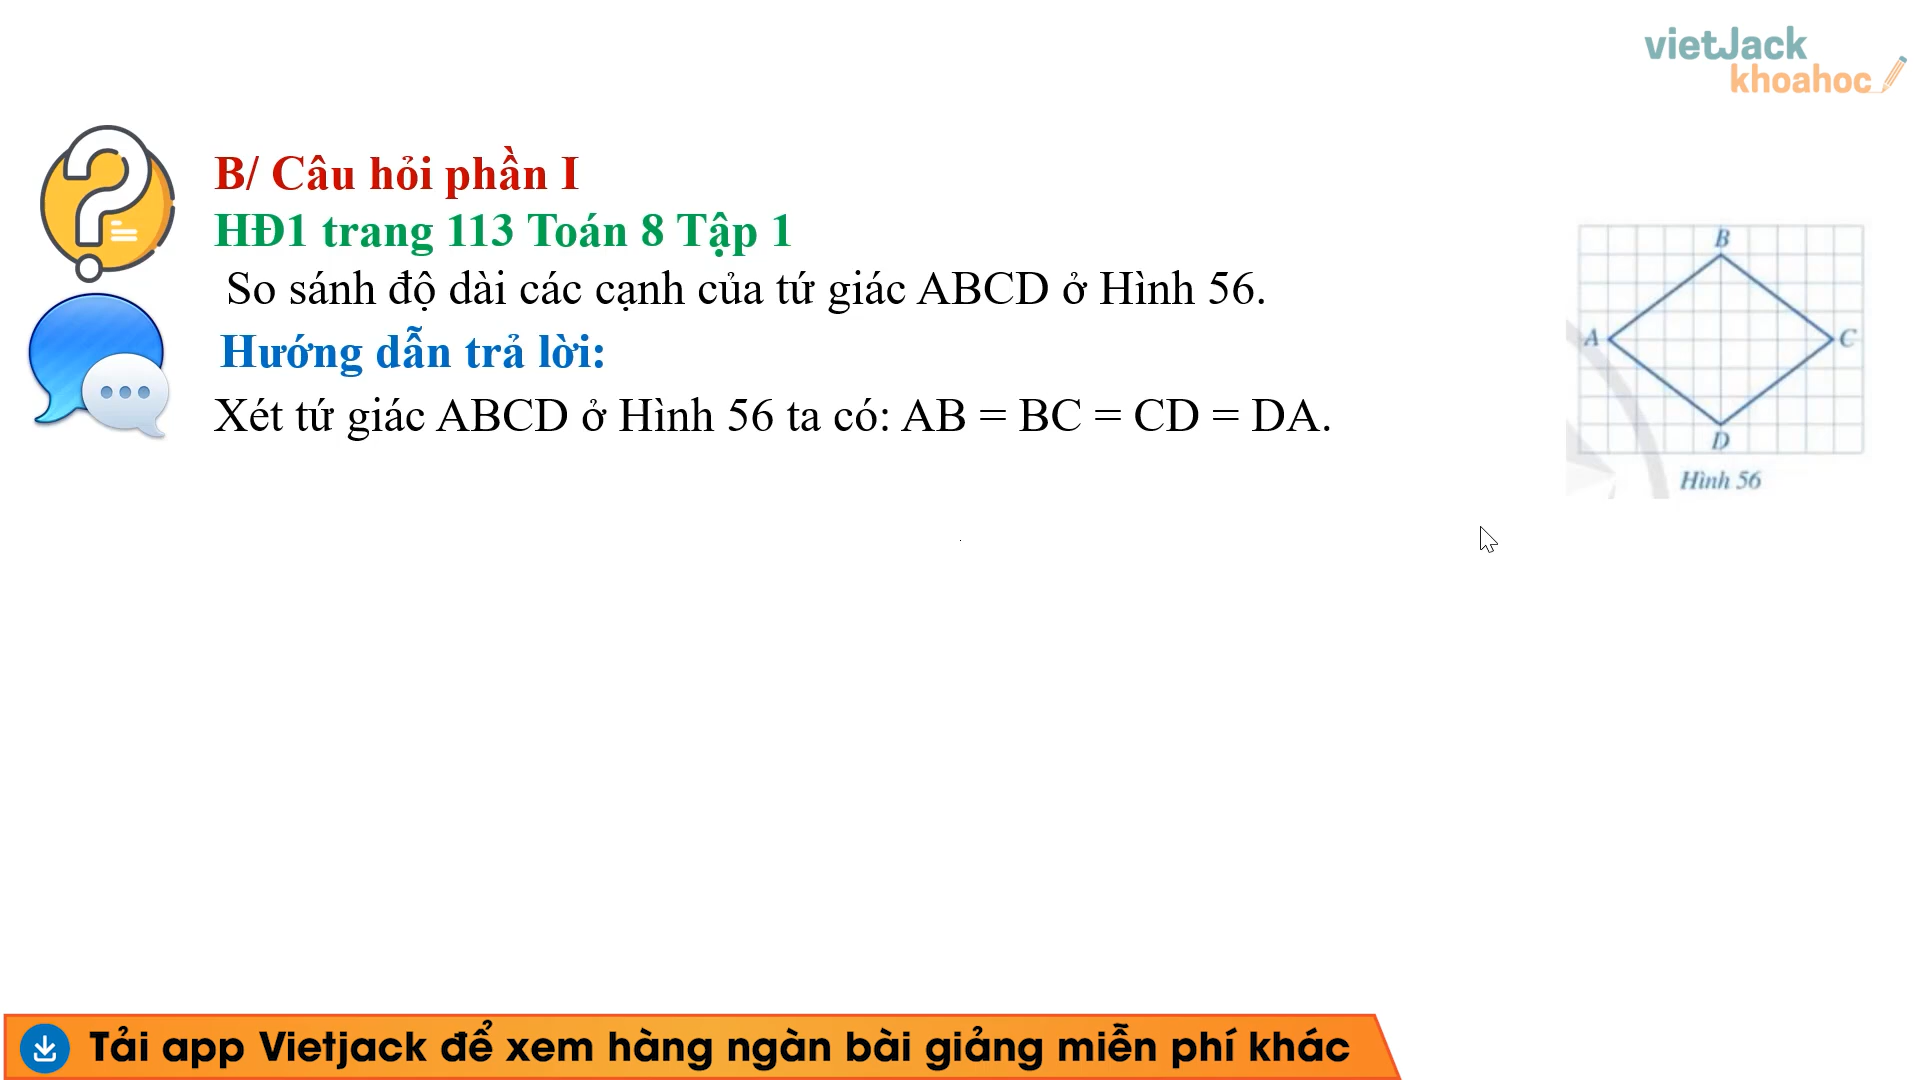 vietJack
khoahoc
B/ Câu hỏi phần I
HĐ1 trang 113 Toán 8 Tập 1
So sánh độ dài các cạnh của tứ giác ABCD ở Hình 56.
Hướng dẫn trả lời:
Xét tứ giác ABCD ở Hình 56 ta có: AB = BC = CD = DA.
B
A
C
D
Hình 56
Tải app Vietjack để xem hàng ngàn bài giảng miễn phí khác